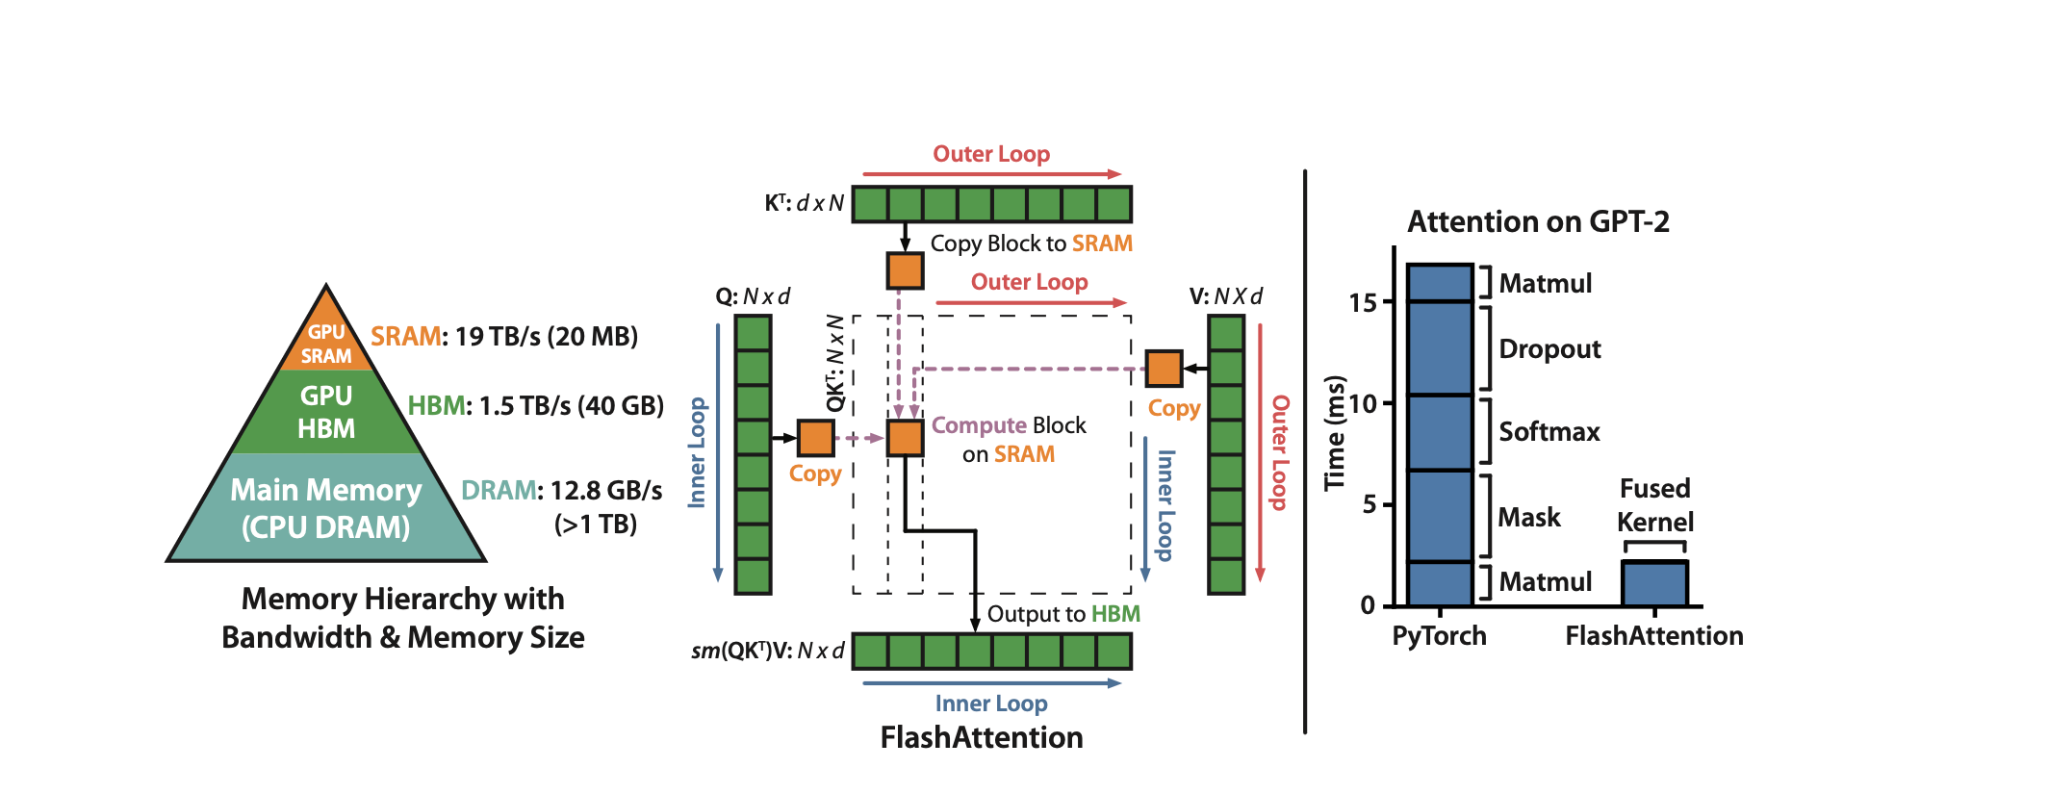 GPU
SRAM
SRAM: 19 TB/s (20 MB)
GPU
HBM
HBM: 1.5 TB/s (40 GB)
Main Memory
(CPU DRAM)
DRAM: 12.8 GB/s
(>1 TB)
Memory Hierarchy with
Bandwidth & Memory Size
Outer Loop
Kᵀ: d x N
Copy Block to SRAM
Outer Loop
Q: N x d
V: N X d
QKᵀ: N x N
Inner Loop
Copy
Compute Block
on SRAM
Copy
Inner Loop
Outer Loop
Output to HBM
sm(QKᵀ)V: N x d
Inner Loop
FlashAttention
Attention on GPT-2
Time (ms)
15
10
5
0
Matmul
Dropout
Softmax
Mask
Matmul
Fused
Kernel
PyTorch
FlashAttention